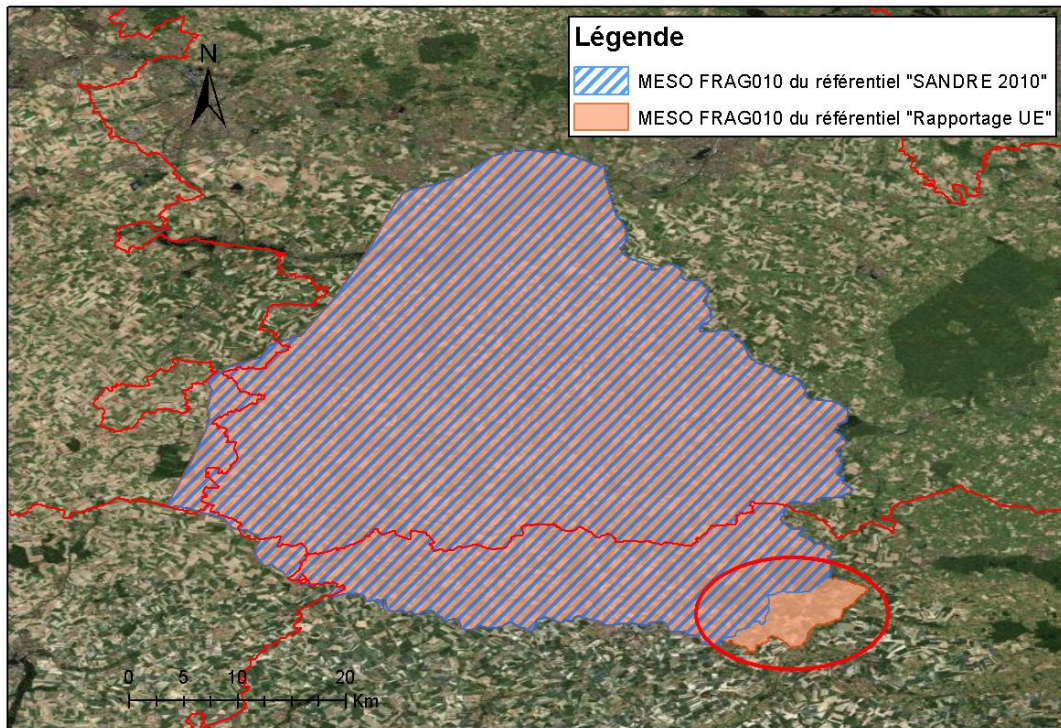 Légende
MESO FRAG010 du référentiel "SANDRE 2010"
MESO FRAG010 du référentiel "Rapportage UE"
N
0 5 10 20
Km